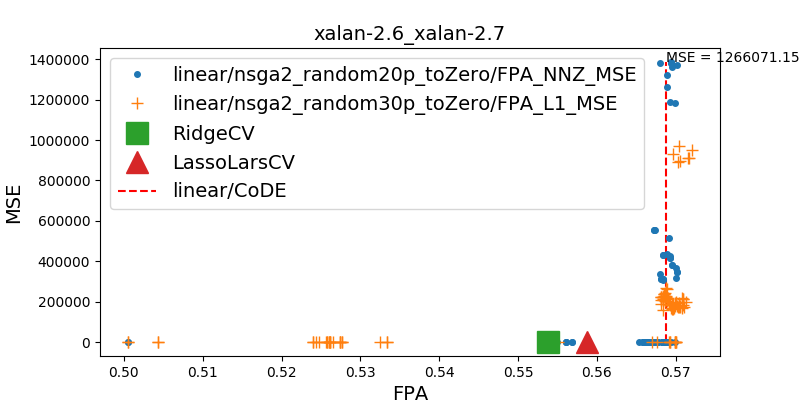 xalan-2.6_xalan-2.7
MSE = 1266071.15
1400000
1200000
1000000
800000
600000
400000
200000
0
MSE
linear/nsga2_random20p_toZero/FPA_NNZ_MSE
linear/nsga2_random30p_toZero/FPA_L1_MSE
RidgeCV
LassoLarsCV
linear/CoDE
0.50 0.51 0.52 0.53 0.54 0.55 0.56 0.57
FPA